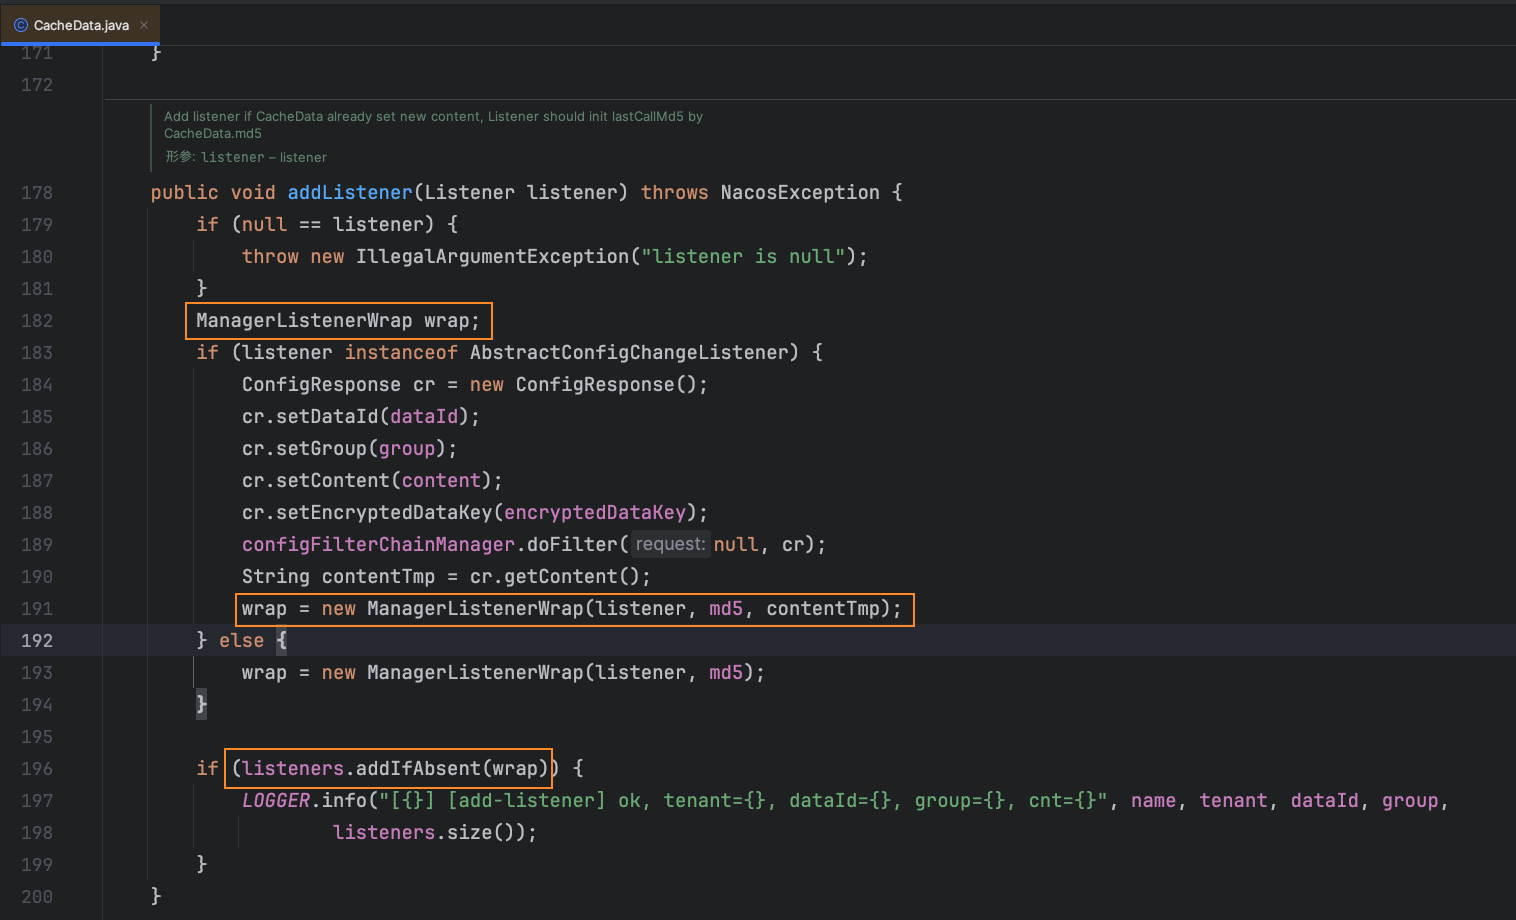 CacheData.java
171 }
172
Add listener if CacheData already set new content, Listener should init lastCallMd5 by
CacheData.md5
形参: listener – listener
178 public void addListener(Listener listener) throws NacosException {
179 if (null == listener) {
180 throw new IllegalArgumentException("listener is null");
181 }
182 ManagerListenerWrap wrap;
183 if (listener instanceof AbstractConfigChangeListener) {
184 ConfigResponse cr = new ConfigResponse();
185 cr.setDataId(dataId);
186 cr.setGroup(group);
187 cr.setContent(content);
188 cr.setEncryptedDataKey(encryptedDataKey);
189 configFilterChainManager.doFilter( request: null, cr);
190 String contentTmp = cr.getContent();
191 wrap = new ManagerListenerWrap(listener, md5, contentTmp);
192 } else {
193 wrap = new ManagerListenerWrap(listener, md5);
194 }
195
196 if (listeners.addIfAbsent(wrap)) {
197 LOGGER.info("[{}] [add-listener] ok, tenant={}, dataId={}, group={}, cnt={}", name, tenant, dataId, group,
198 listeners.size());
199 }
200 }